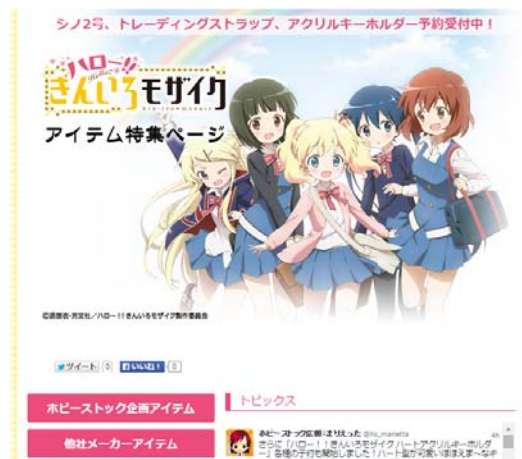 シノ2号、トレーディングストラップ、アクリルキーホルダー予約受付中！
ハロー!!
Hello!!
きんいろモザイク
kin-iro-mosaic
アイテム特集ページ
©原悠衣・芳文社／ハロー！！きんいろモザイク製作委員会
ツイート 0 いいね！ 0
ホビーストック企画アイテム
他社メーカーアイテム
トピックス
ホビーストック広報：まりえった @hs_marietta 4h
さらに「ハロー！！きんいろモザイク ハートアクリルキーホルダ
ー」各種の予約も開始しました！ハート型が可愛いまほえま～なキ